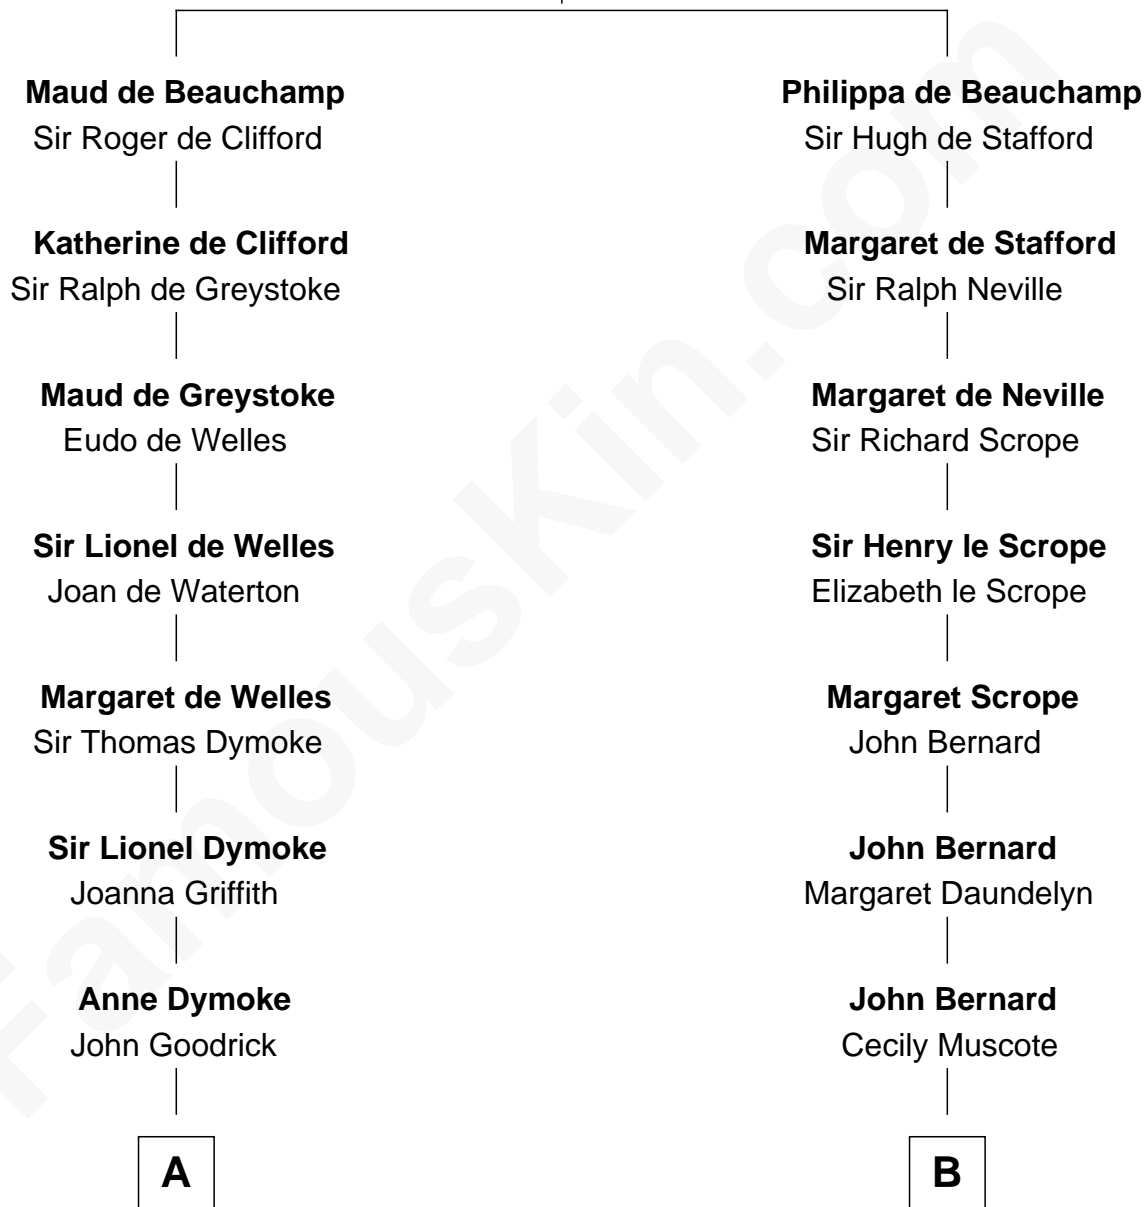 Maud de Beauchamp
Sir Roger de Clifford
Katherine de Clifford
Sir Ralph de Greystoke
Maud de Greystoke
Eudo de Welles
Sir Lionel de Welles
Joan de Waterton
Margaret de Welles
Sir Thomas Dymoke
Sir Lionel Dymoke
Joanna Griffith
Anne Dymoke
John Goodrick
A
Philippa de Beauchamp
Sir Hugh de Stafford
Margaret de Stafford
Sir Ralph Neville
Margaret de Neville
Sir Richard Scrope
Sir Henry le Scrope
Elizabeth le Scrope
Margaret Scrope
John Bernard
John Bernard
Margaret Daundelyn
John Bernard
Cecily Muscote
B
FamousKin.com